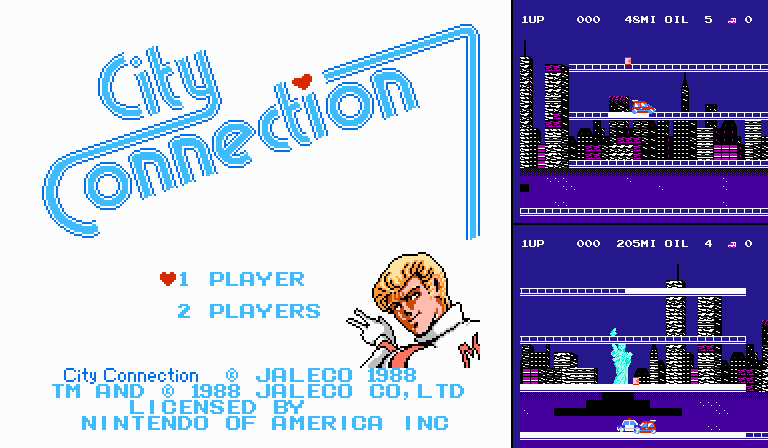 City
Connection
1 PLAYER
2 PLAYERS
City Connection © JALECO 1988
TM AND © 1988 JALECO CO,LTD
LICENSED BY
NINTENDO OF AMERICA INC
1UP 000 48MI OIL 5 0
1UP 000 205MI OIL 4 0